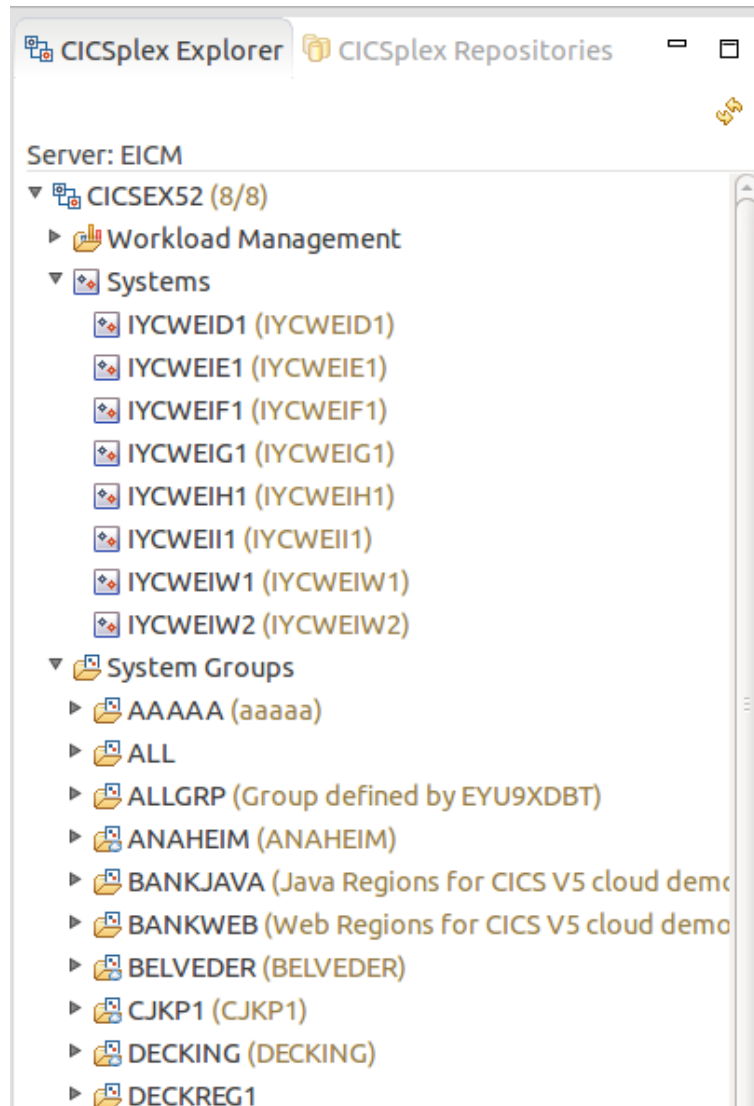 CICSplex Explorer CICSplex Repositories
Server: EICM
CICSEX52 (8/8)
Workload Management
Systems
IYCWEID1 (IYCWEID1)
IYCWEIE1 (IYCWEIE1)
IYCWEIF1 (IYCWEIF1)
IYCWEIG1 (IYCWEIG1)
IYCWEIH1 (IYCWEIH1)
IYCWEII1 (IYCWEII1)
IYCWEIW1 (IYCWEIW1)
IYCWEIW2 (IYCWEIW2)
System Groups
AAAAA (aaaaa)
ALL
ALLGRP (Group defined by EYU9XDBT)
ANAHEIM (ANAHEIM)
BANKJAVA (Java Regions for CICS V5 cloud demo
BANKWEB (Web Regions for CICS V5 cloud demo
BELVEDER (BELVEDER)
CJKP1 (CJKP1)
DECKING (DECKING)
DECKREG1